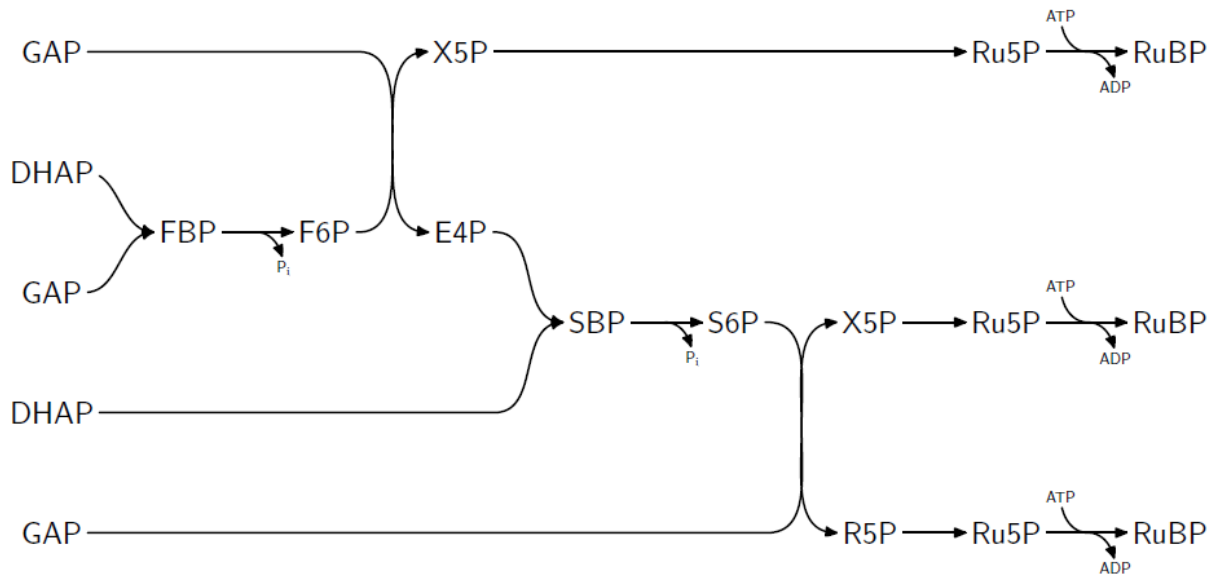 ATP
GAP X5P Ru5P RuBP
ADP
DHAP
FBP F6P E4P
Pi
GAP
ATP
SBP S6P X5P Ru5P RuBP
Pi ADP
DHAP
ATP
GAP R5P Ru5P RuBP
ADP